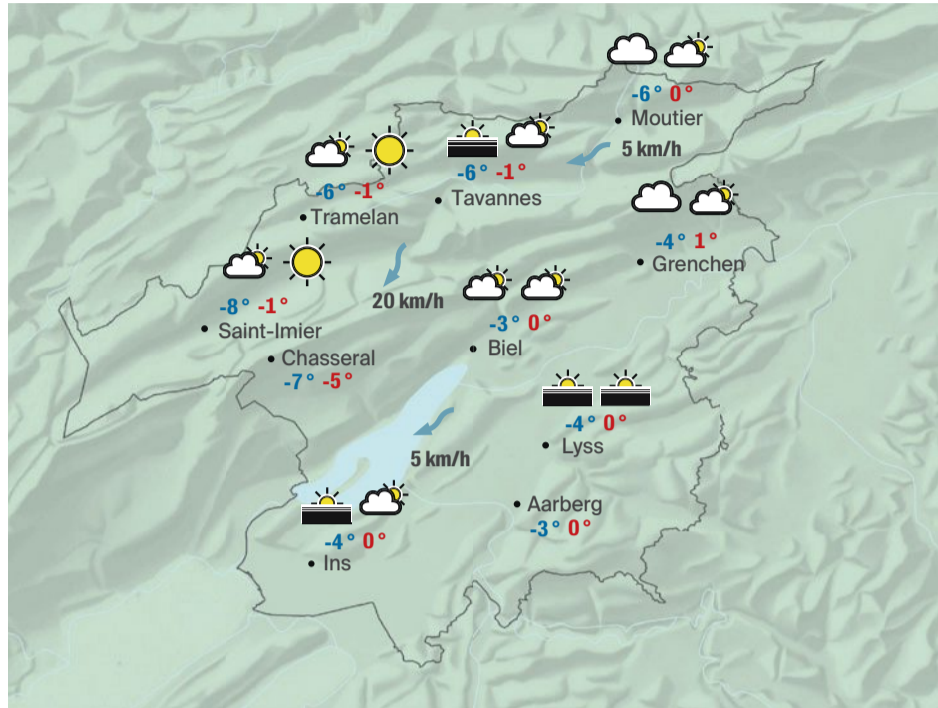 -6° 0°
Moutier
5 km/h
-6° -1°
Tavannes
-6° -1°
Tramelan
-4° 1°
Grenchen
20 km/h
-8° -1°
Saint-Imier
-3° 0°
Biel
Chasseral
-7° -5°
-4° 0°
Lyss
5 km/h
Aarberg
-3° 0°
-4° 0°
Ins